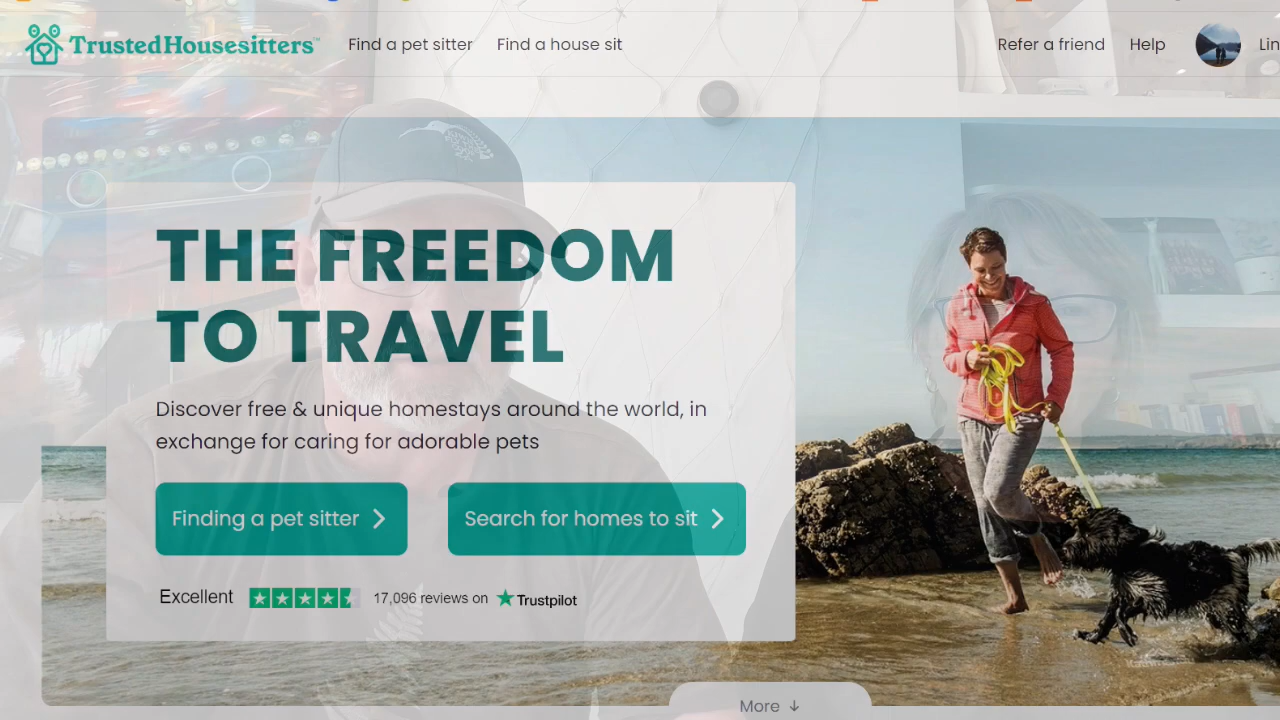 TrustedHousesitters™
Find a pet sitter
Find a house sit
Refer a friend
Help
THE FREEDOM
TO TRAVEL
Discover free & unique homestays around the world, in
exchange for caring for adorable pets
Finding a pet sitter
Search for homes to sit
Excellent
17,096 reviews on
Trustpilot
More ↓